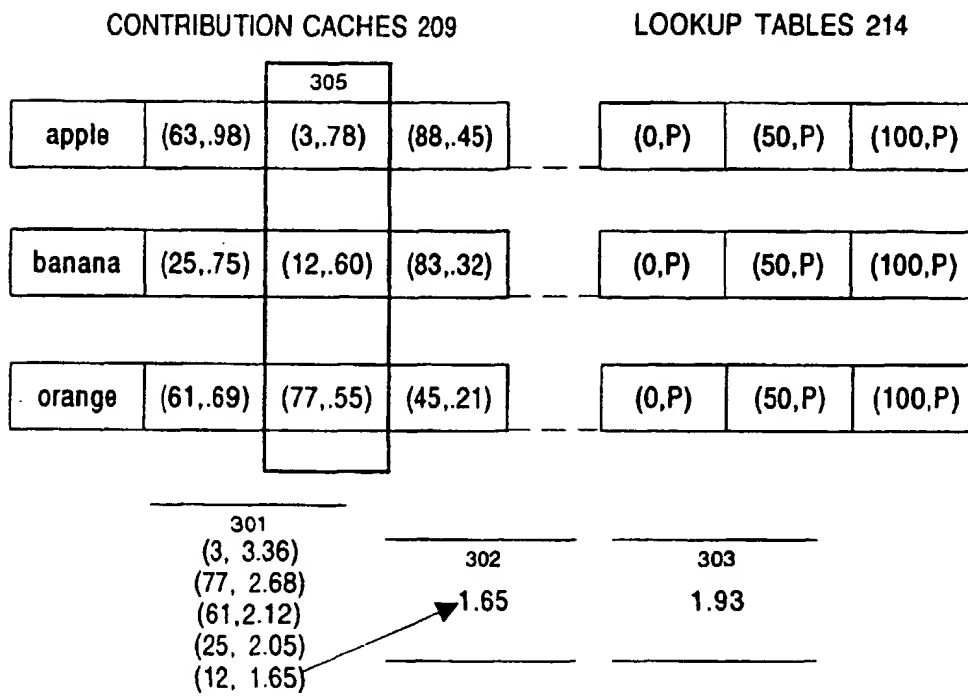 CONTRIBUTION CACHES 209 LOOKUP TABLES 214
305
apple (63,.98) (3,.78) (88,.45) (0,P) (50,P) (100,P)
banana (25,.75) (12,.60) (83,.32) (0,P) (50,P) (100,P)
orange (61,.69) (77,.55) (45,.21) (0,P) (50,P) (100,P)
301
(3, 3.36)
(77, 2.68)
(61,2.12)
(25, 2.05)
(12, 1.65)
302
1.65
303
1.93